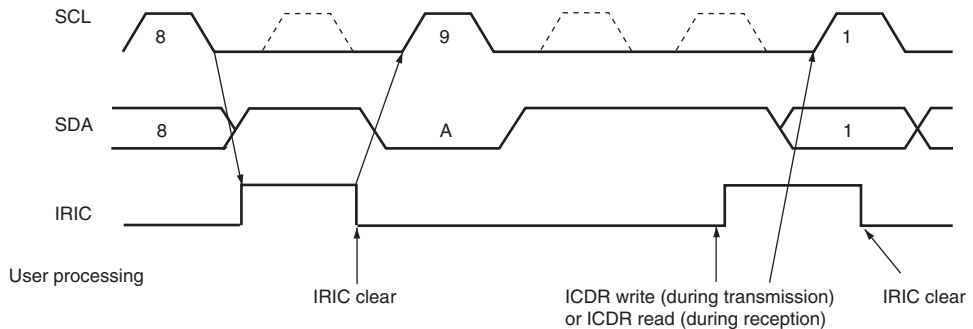 SCL
8
9
1
SDA
8
A
1
IRIC
User processing
IRIC clear
ICDR write (during transmission)
or ICDR read (during reception)
IRIC clear